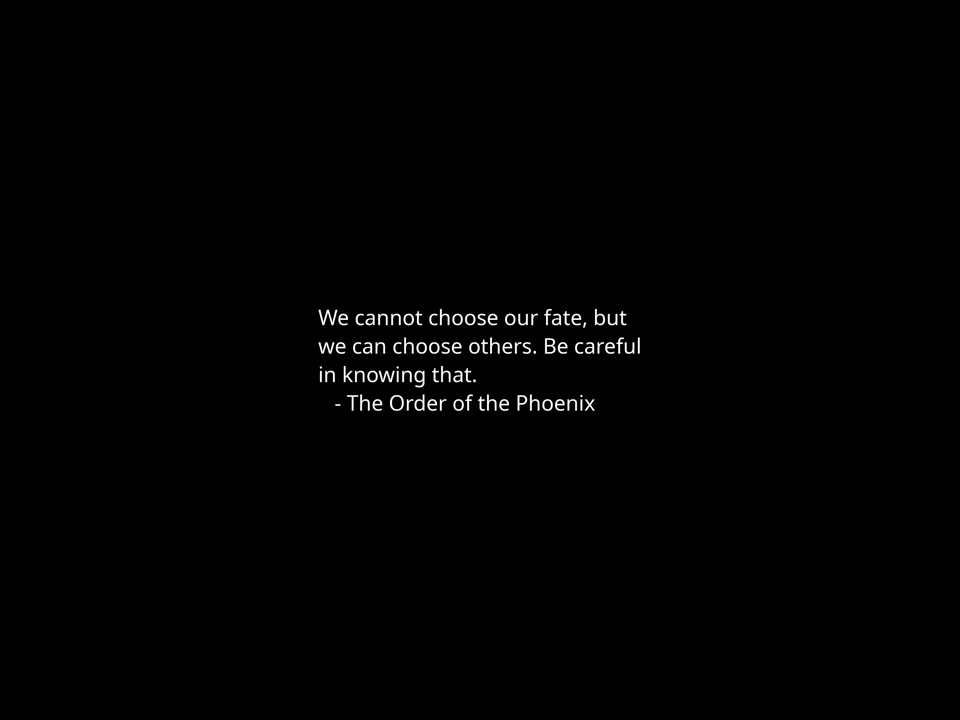 We cannot choose our fate, but
we can choose others. Be careful
in knowing that.
- The Order of the Phoenix